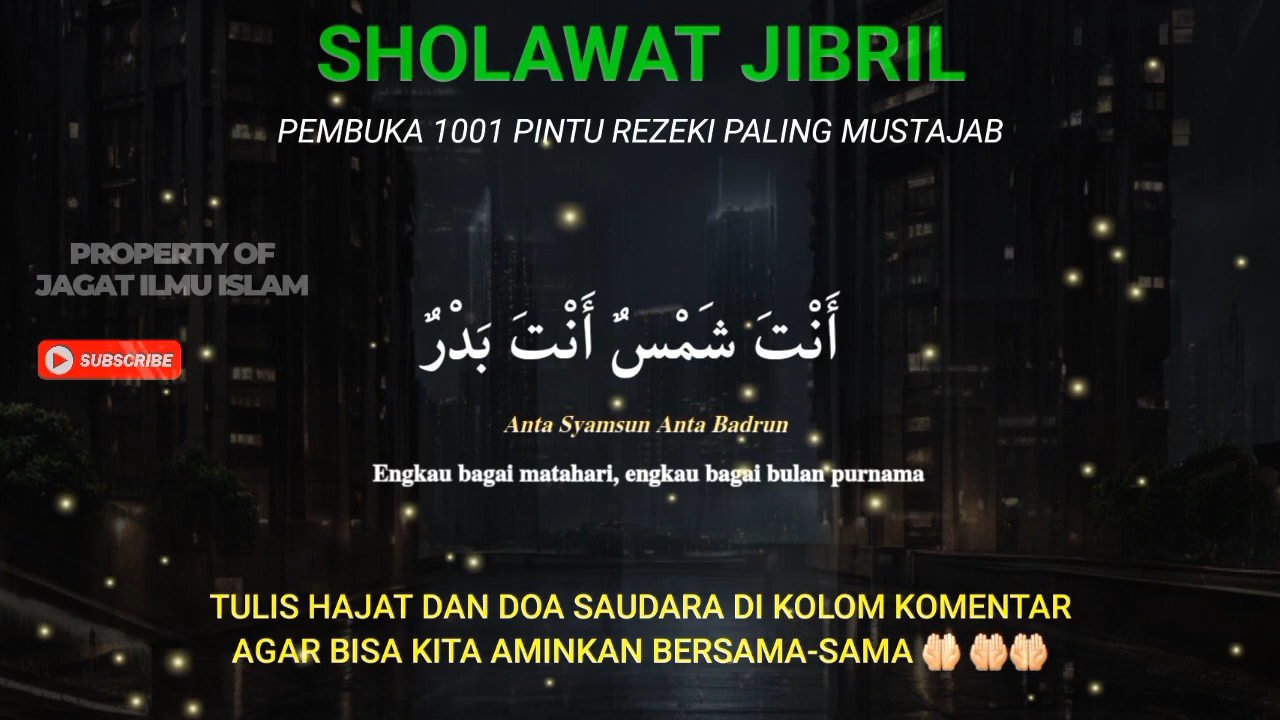 SHOLAWAT JIBRIL
PEMBUKA 1001 PINTU REZEKI PALING MUSTAJAB
PROPERTY OF
JAGAT ILMU ISLAM
SUBSCRIBE
أَنْتَ شَمْسٌ أَنْتَ بَدْرٌ
Anta Syamsun Anta Badrun
Engkau bagai matahari, engkau bagai bulan purnama
TULIS HAJAT DAN DOA SAUDARA DI KOLOM KOMENTAR
AGAR BISA KITA AMINKAN BERSAMA-SAMA 🤲🏻 🤲🏻🤲🏻